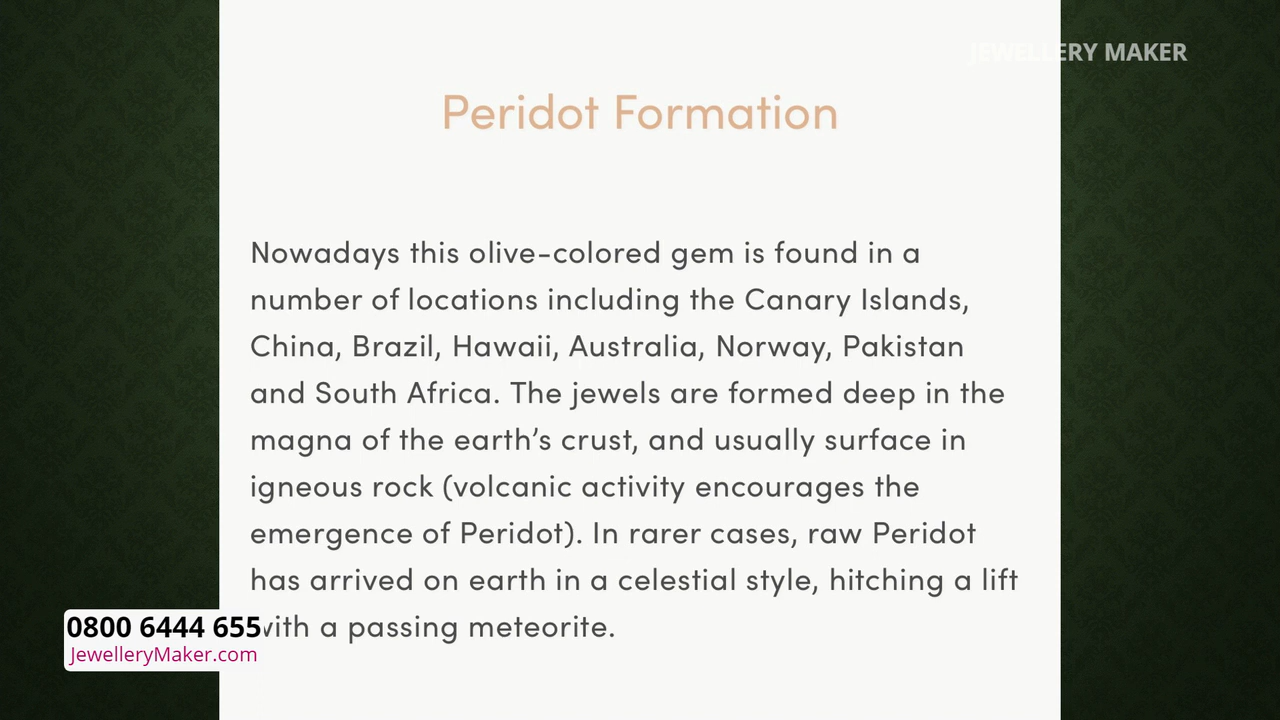 JEWELLERY MAKER
Peridot Formation
Nowadays this olive-colored gem is found in a
number of locations including the Canary Islands,
China, Brazil, Hawaii, Australia, Norway, Pakistan
and South Africa. The jewels are formed deep in the
magna of the earth’s crust, and usually surface in
igneous rock (volcanic activity encourages the
emergence of Peridot). In rarer cases, raw Peridot
has arrived on earth in a celestial style, hitching a lift
with a passing meteorite.
0800 6444 655
JewelleryMaker.com